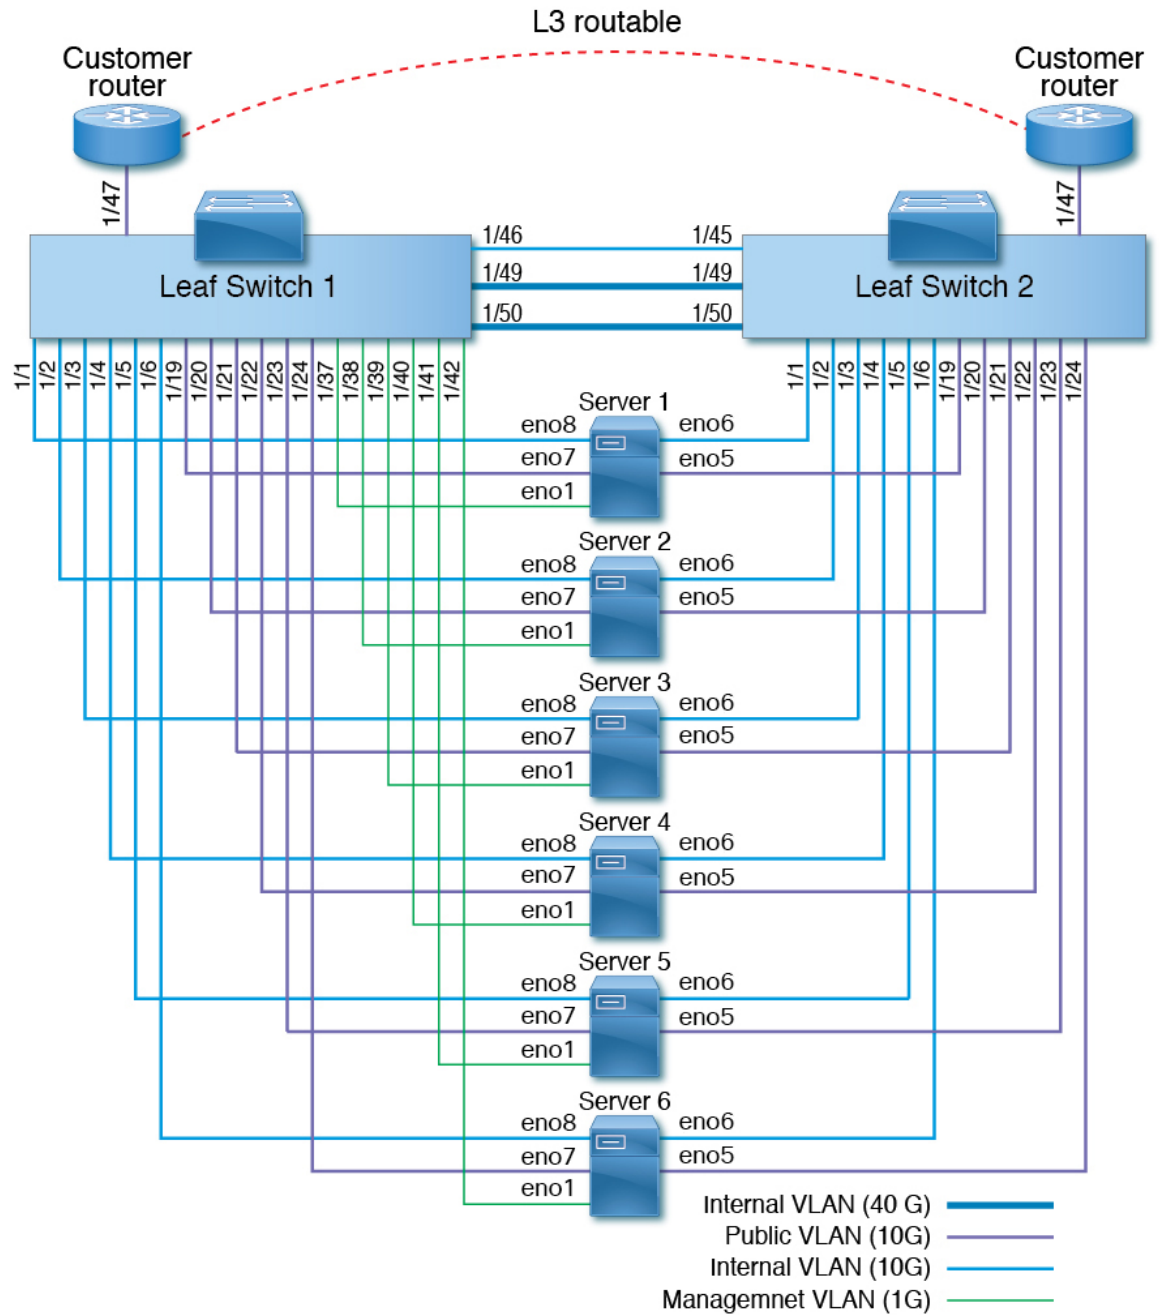 L3 routable
Customer
router
Customer
router
1/47
1/47
1/46
1/45
1/49
1/49
1/50
1/50
Leaf Switch 1
Leaf Switch 2
1/1
1/2
1/3
1/4
1/5
1/6
1/19
1/20
1/21
1/22
1/23
1/24
1/37
1/38
1/39
1/40
1/41
1/42
1/1
1/2
1/3
1/4
1/5
1/6
1/19
1/20
1/21
1/22
1/23
1/24
Server 1
eno8
eno6
eno7
eno5
eno1
Server 2
eno8
eno6
eno7
eno5
eno1
Server 3
eno8
eno6
eno7
eno5
eno1
Server 4
eno8
eno6
eno7
eno5
eno1
Server 5
eno8
eno6
eno7
eno5
eno1
Server 6
eno8
eno6
eno7
eno5
eno1
Internal VLAN (40 G)
Public VLAN (10G)
Internal VLAN (10G)
Managemnet VLAN (1G)